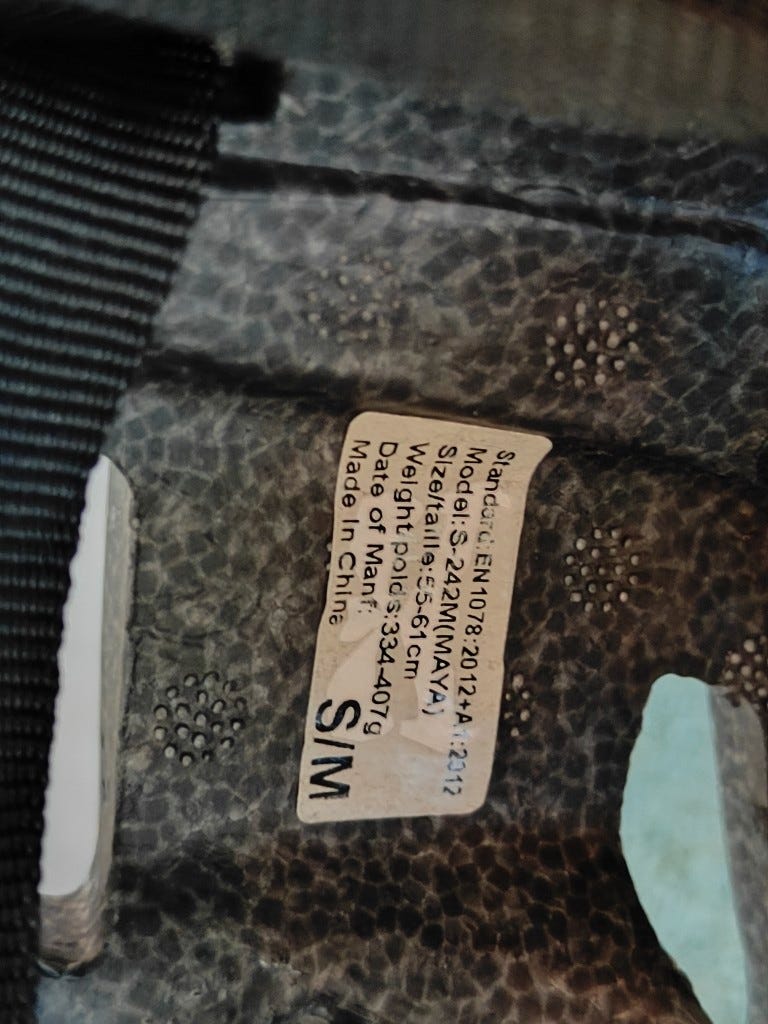 Standard:EN1078:2012+A1:2012
Model:S-242M(MAYA)
Size/taille:55-61cm
Weight/poids:334-407g
Date of Manf:
Made In China
S/M